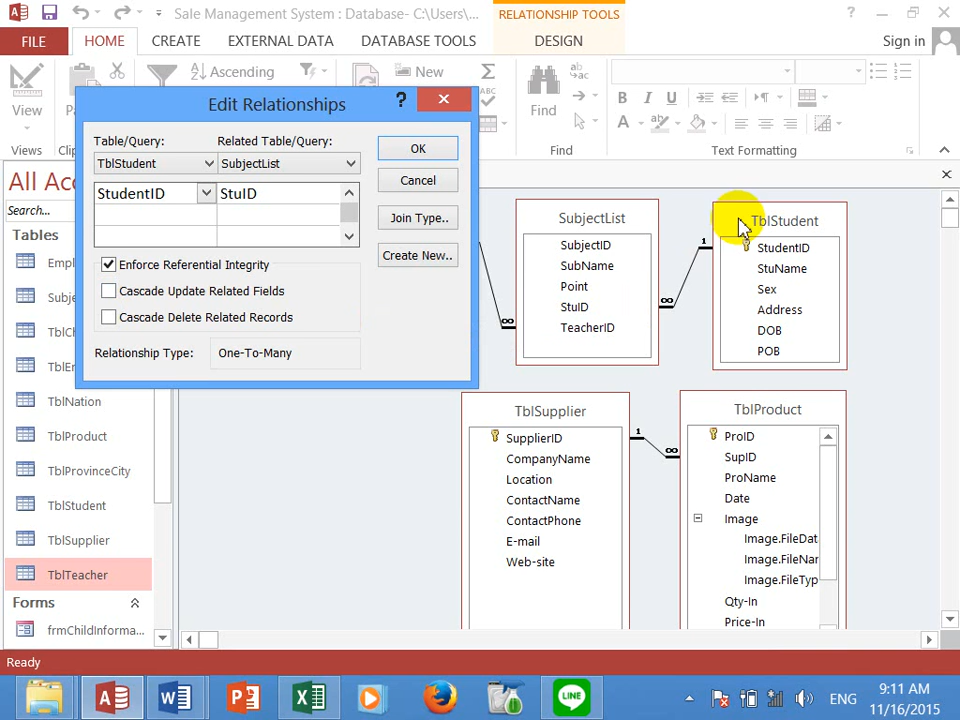 Sale Management System : Database- C:\Users\...
RELATIONSHIP TOOLS
FILE HOME CREATE EXTERNAL DATA DATABASE TOOLS DESIGN Sign in
View
Views
Ascending
New
Find
Find
Text Formatting
Edit Relationships
Table/Query: Related Table/Query:
TblStudent SubjectList
StudentID StuID
Enforce Referential Integrity
Cascade Update Related Fields
Cascade Delete Related Records
Relationship Type: One-To-Many
OK
Cancel
Join Type..
Create New..
Search...
Tables
TblNation
TblProduct
TblProvinceCity
TblStudent
TblSupplier
TblTeacher
Forms
frmChildInforma...
SubjectList
SubjectID
SubName
Point
StuID
TeacherID
∞
1
∞
TblStudent
StudentID
StuName
Sex
Address
DOB
POB
TblSupplier
SupplierID
CompanyName
Location
ContactName
ContactPhone
E-mail
Web-site
1
∞
TblProduct
ProID
SupID
ProName
Date
Image
Image.FileDat
Image.FileNar
Image.FileTyp
Qty-In
Price-In
Ready
LINE
ENG
9:11 AM
11/16/2015